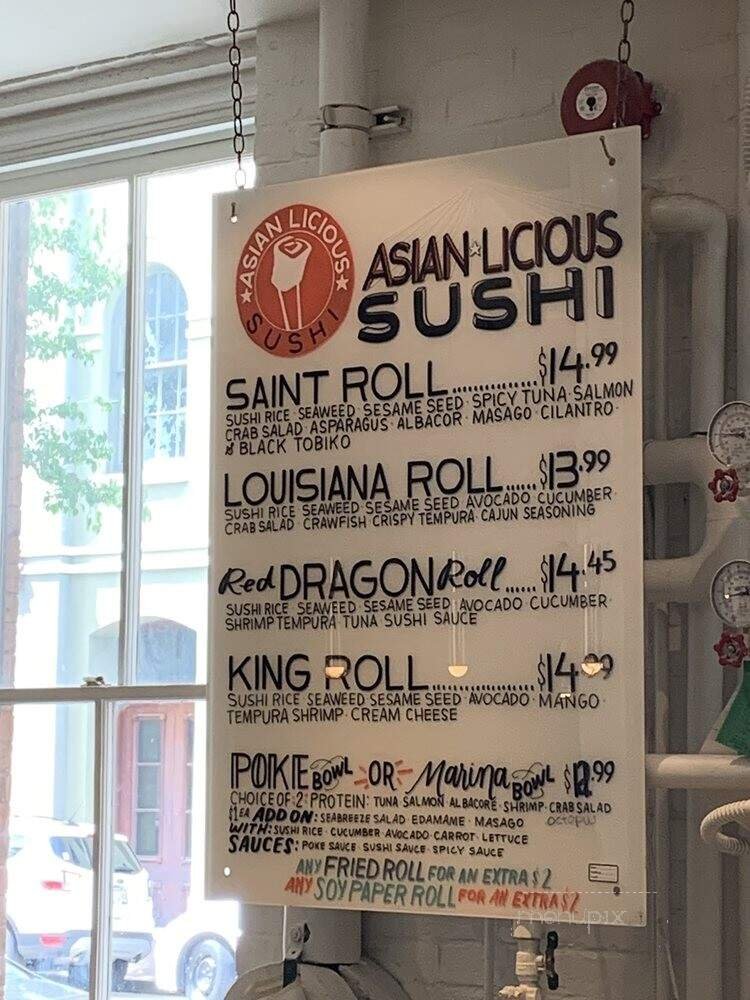 ASIAN LICIOUS
SUSHI
ASIAN☆LICIOUS
SUSHI
SAINT ROLL..............$14.99
SUSHI RICE · SEAWEED · SESAME SEED · SPICY TUNA · SALMON
CRAB SALAD · ASPARAGUS · ALBACOR · MASAGO · CILANTRO ·
& BLACK TOBIKO
LOUISIANA ROLL......$13.99
SUSHI RICE · SEAWEED · SESAME SEED · AVOCADO · CUCUMBER ·
CRAB SALAD · CRAWFISH · CRISPY TEMPURA · CAJUN SEASONING
Red DRAGON Roll......$14.45
SUSHI RICE · SEAWEED · SESAME SEED · AVOCADO · CUCUMBER ·
SHRIMP TEMPURA · TUNA · SUSHI SAUCE
KING ROLL................$14.99
SUSHI RICE · SEAWEED · SESAME SEED · AVOCADO · MANGO ·
TEMPURA SHRIMP · CREAM CHEESE
POKE BOWL -OR- Marina BOWL $12.99
CHOICE OF 2 PROTEIN: TUNA · SALMON · ALBACORE · SHRIMP · CRAB SALAD
octopus
$1 EA ADD ON: SEABREEZE SALAD · EDAMAME · MASAGO
WITH: SUSHI RICE · CUCUMBER · AVOCADO · CARROT · LETTUCE
SAUCES: POKE SAUCE · SUSHI SAUCE · SPICY SAUCE
ANY FRIED ROLL FOR AN EXTRA $2
ANY SOY PAPER ROLL FOR AN EXTRA $2
menupix